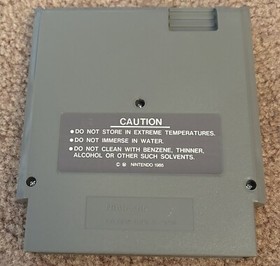 CAUTION
• DO NOT STORE IN EXTREME TEMPERATURES.
• DO NOT IMMERSE IN WATER.
• DO NOT CLEAN WITH BENZENE, THINNER,
ALCOHOL OR OTHER SUCH SOLVENTS.
NINTENDO 1985